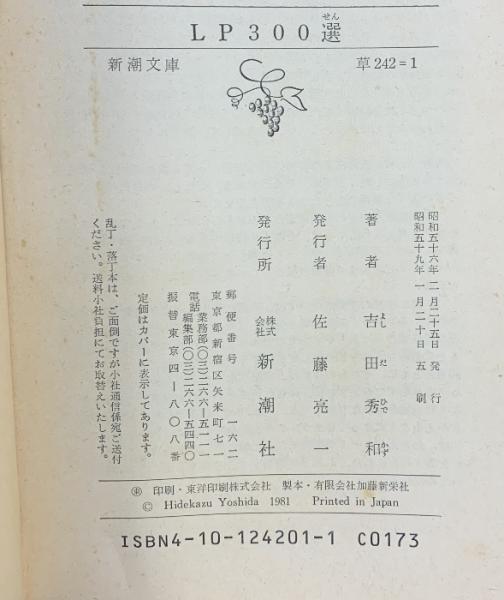 LP300選
せん
新潮文庫
草242=1
昭和五十六年二月二十五日発行
昭和五十九年一月二十日五刷
著者 吉田秀和
よしだひでかず
発行者 佐藤亮一
発行所 株式会社 新潮社
郵便番号 一六二
東京都新宿区矢来町七一
電話 業務部(〇三)二六六―五一一一
編集部(〇三)二六六―五四四〇
振替東京四―八〇八番
定価はカバーに表示してあります。
乱丁・落丁本は、ご面倒ですが小社通信係宛ご送付
ください。送料小社負担にてお取替えいたします。
印刷・東洋印刷株式会社 製本・有限会社加藤新栄社
© Hidekazu Yoshida 1981 Printed in Japan
ISBN4-10-124201-1 C0173